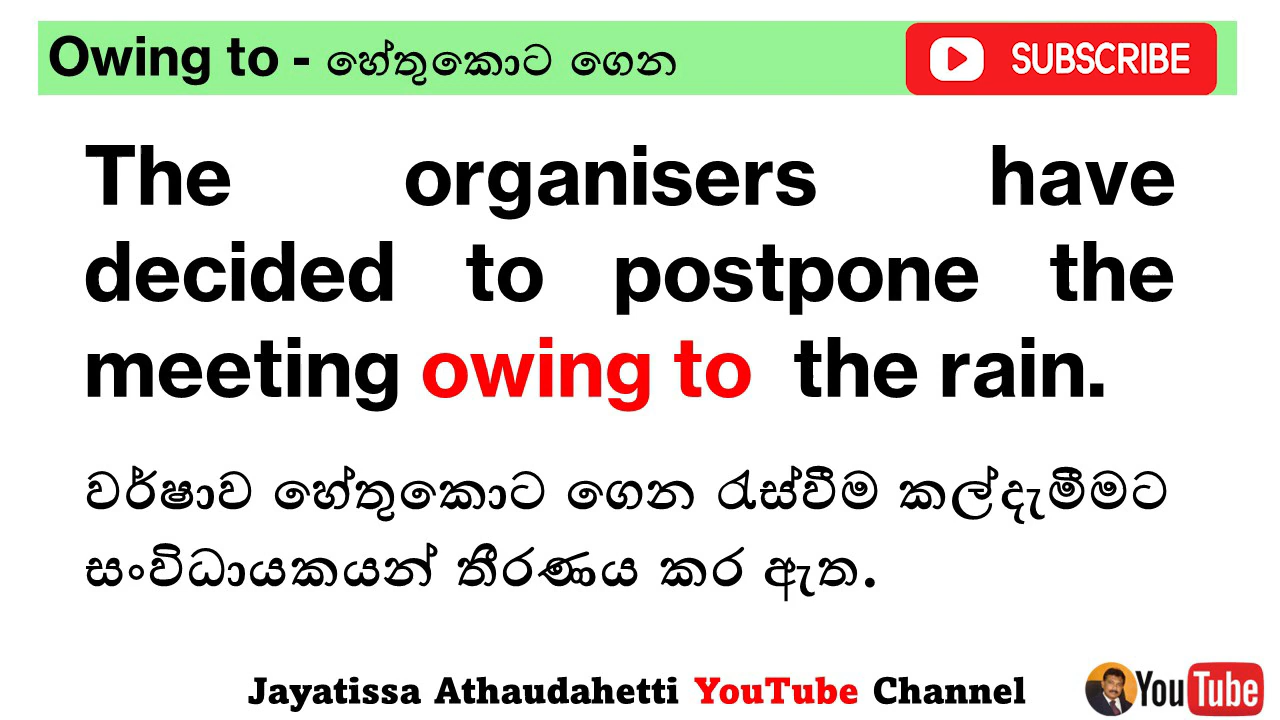 Owing to - හේතුකොට ගෙන
SUBSCRIBE
The organisers have
decided to postpone the
meeting owing to the rain.
වර්ෂාව හේතුකොට ගෙන රැස්වීම කල්දැමීමට
සංවිධායකයන් තීරණය කර ඇත.
Jayatissa Athaudahetti YouTube Channel
YouTube